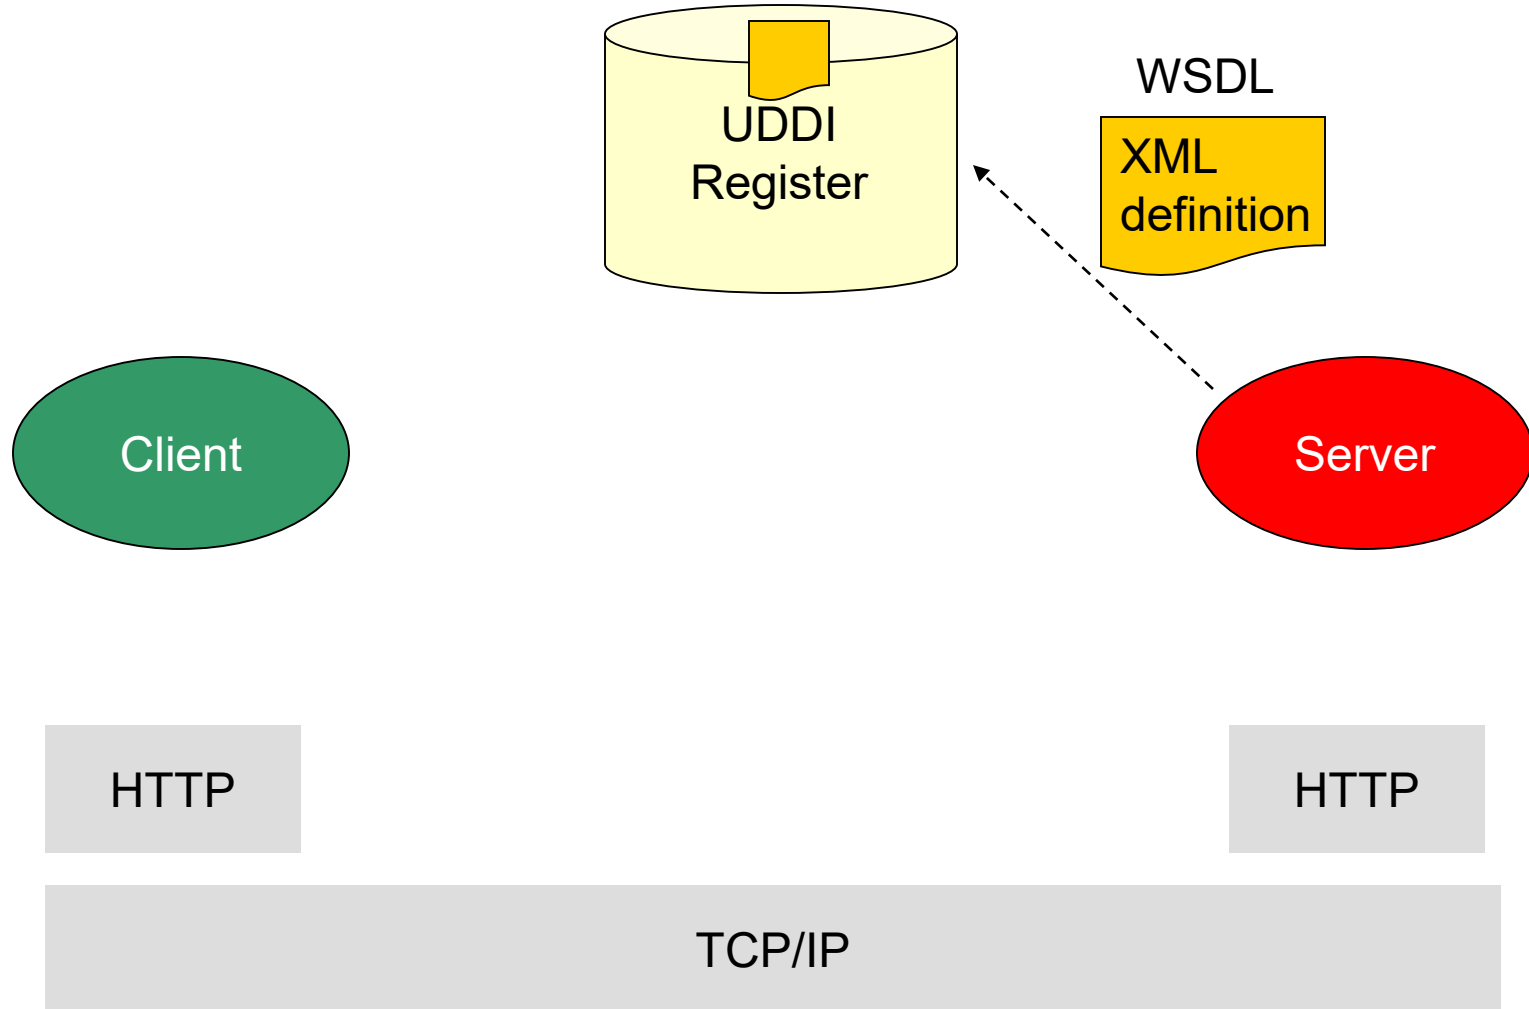 WSDL
UDDI
Register
XML
definition
Client
Server
HTTP
HTTP
TCP/IP